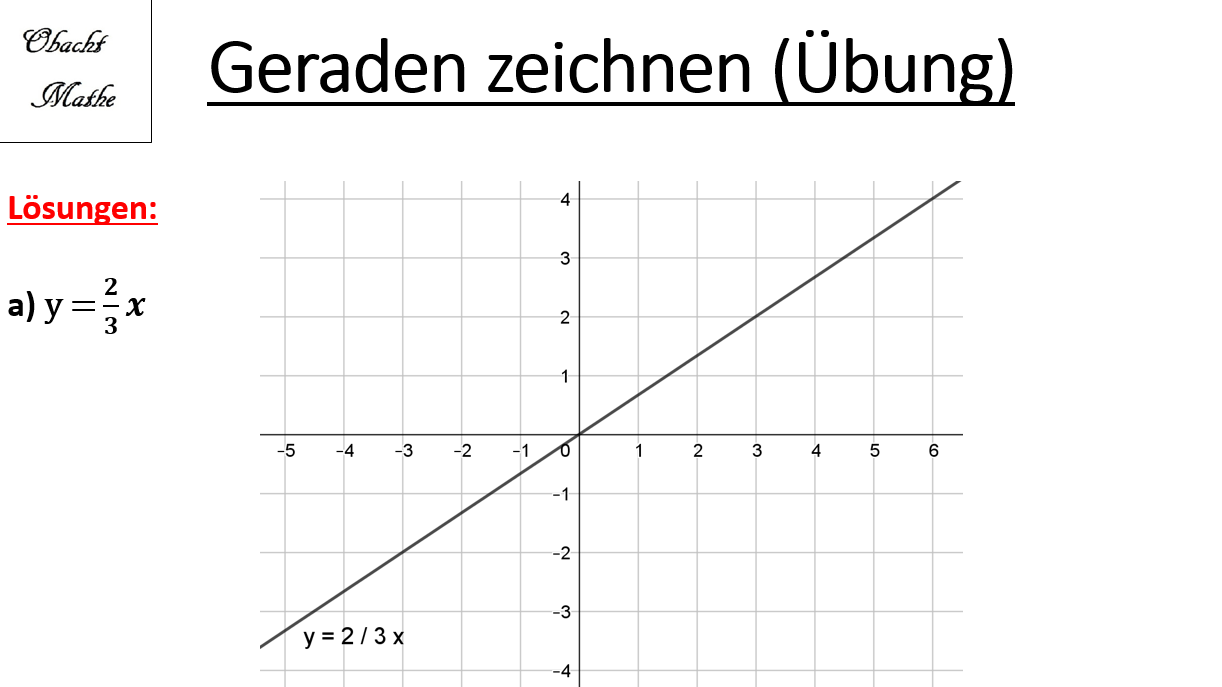 Obacht
Mathe
Geraden zeichnen (Übung)
Lösungen:
a) y = 2/3 x
4
3
2
1
-5 -4 -3 -2 -1 0 1 2 3 4 5 6
-1
-2
-3
y = 2 / 3 x
-4